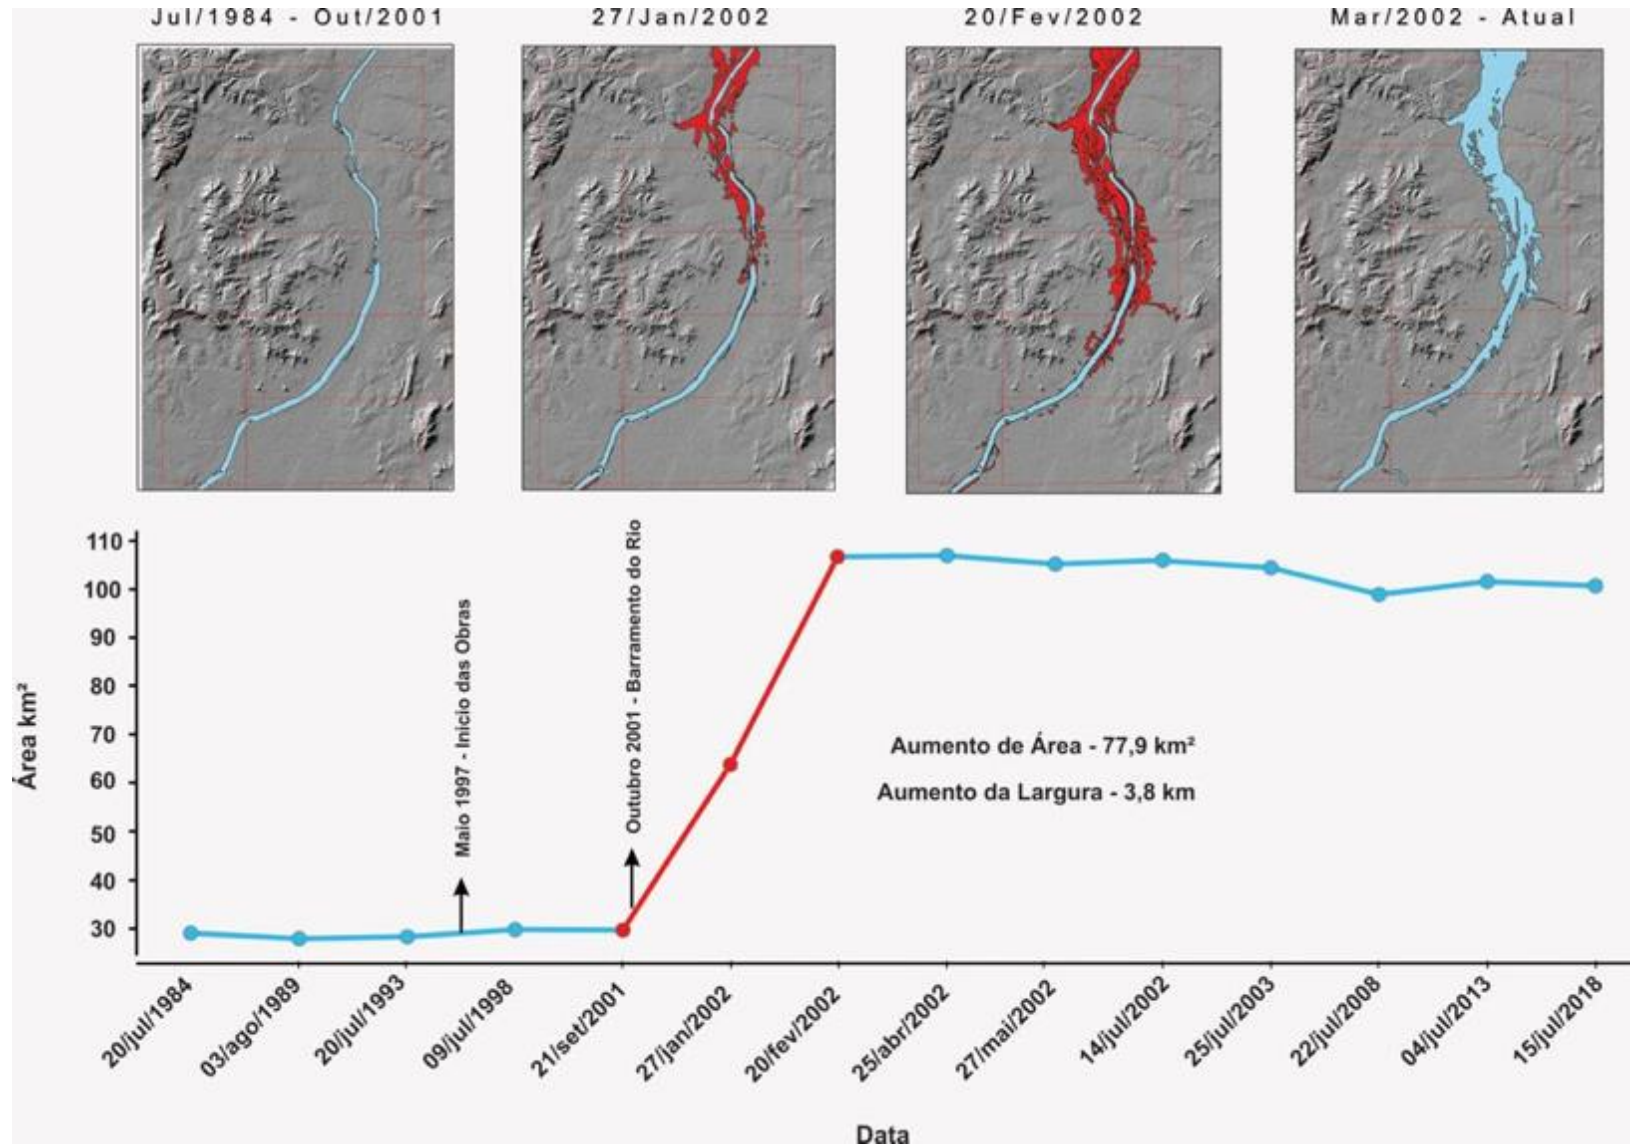 Jul/1984 - Out/2001
27/Jan/2002
20/Fev/2002
Mar/2002 - Atual
Área km²
110
100
90
80
70
60
50
40
30
Maio 1997 - Inicio das Obras
Outubro 2001 - Barramento do Rio
Aumento de Área - 77,9 km²
Aumento da Largura - 3,8 km
20/jul/1984
03/ago/1989
20/jul/1993
09/jul/1998
21/set/2001
27/jan/2002
20/fev/2002
25/abr/2002
27/mai/2002
14/jul/2002
25/jul/2003
22/jul/2008
04/jul/2013
15/jul/2018
Data